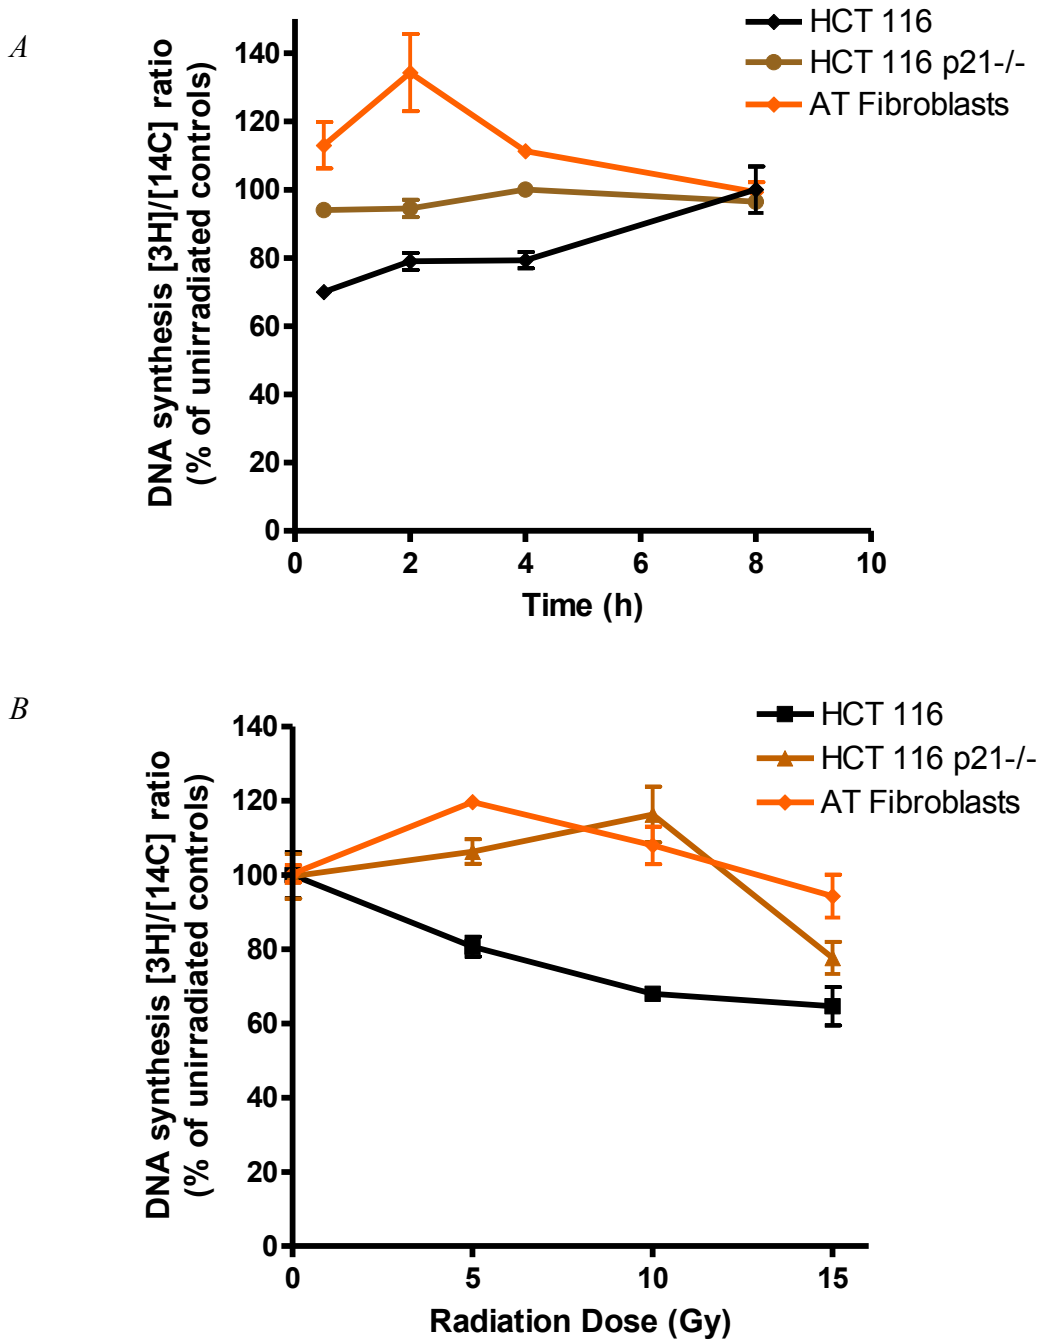 A
HCT 116
HCT 116 p21-/-
AT Fibroblasts
DNA synthesis [3H]/[14C] ratio
(% of unirradiated controls)
140
120
100
80
60
40
20
0
0 2 4 6 8 10
Time (h)
B
HCT 116
HCT 116 p21-/-
AT Fibroblasts
DNA synthesis [3H]/[14C] ratio
(% of unirradiated controls)
140
120
100
80
60
40
20
0
0 5 10 15
Radiation Dose (Gy)